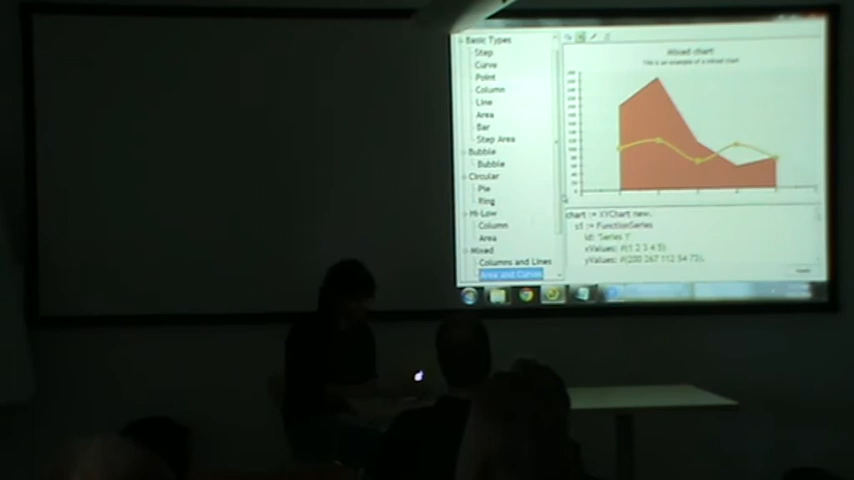 Basic Types
Step
Curve
Point
Column
Line
Area
Bar
Step Area
Bubble
Bubble
Circular
Pie
Ring
Hi-Low
Column
Area
Mixed
Columns and Lines
Area and Curves
Mixed chart
This is an example of a mixed chart
chart := XYChart new.
s1 := FunctionSeries
id: 'Series 1'
xValues: #(1 2 3 4 5)
yValues: #(200 267 112 54 73).